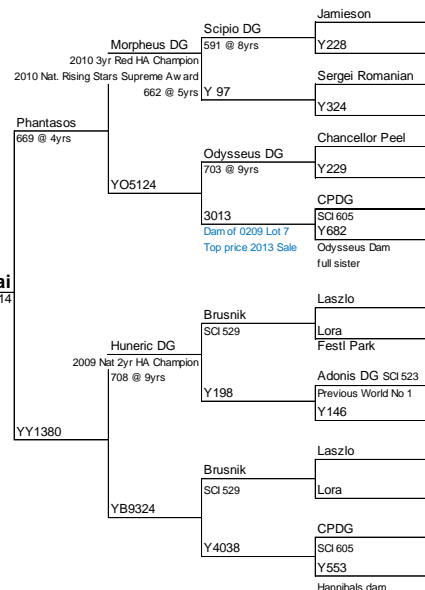 Jamieson
Scipio DG
591 @ 8yrs
Y228
Morpheus DG
2010 3yr Red HA Champion
2010 Nat. Rising Stars Supreme Award
662 @ 5yrs
Sergei Romanian
Y 97
Y324
Phantasos
669 @ 4yrs
Chancellor Peel
Odysseus DG
703 @ 9yrs
Y229
YO5124
CPDG
SCI 605
3013
Y682
Dam of 0209 Lot 7
Top price 2013 Sale
Odysseus Dam
full sister
ai
14
Laszlo
Brusnik
SCI 529
Lora
Festl Park
Huneric DG
2009 Nat 2yr HA Champion
708 @ 9yrs
Adonis DG SCI 523
Previous World No 1
Y198
Y146
YY1380
Laszlo
Brusnik
SCI 529
Lora
YB9324
CPDG
SCI 605
Y4038
Y553
Hannibals dam